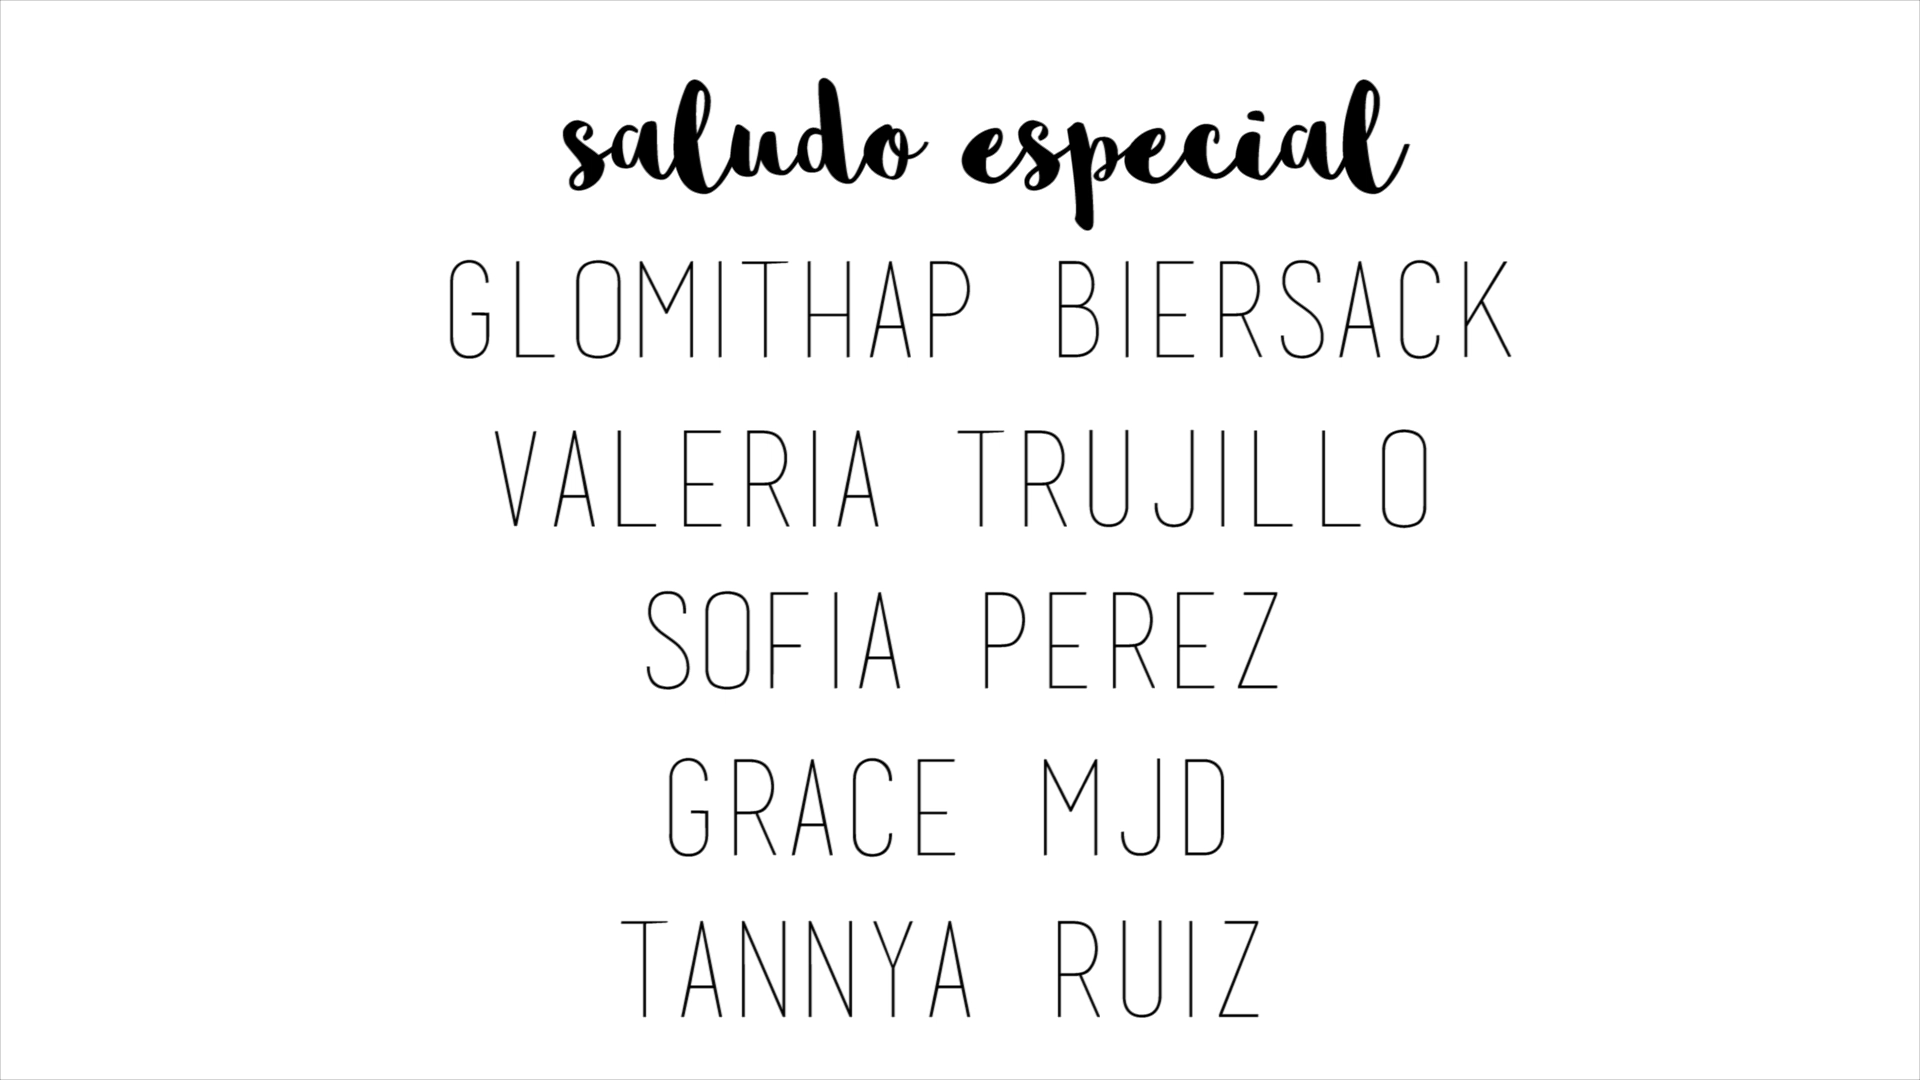 saludo especial
GLOMITHAP BIERSACK
VALERIA TRUJILLO
SOFIA PEREZ
GRACE MJD
TANNYA RUIZ